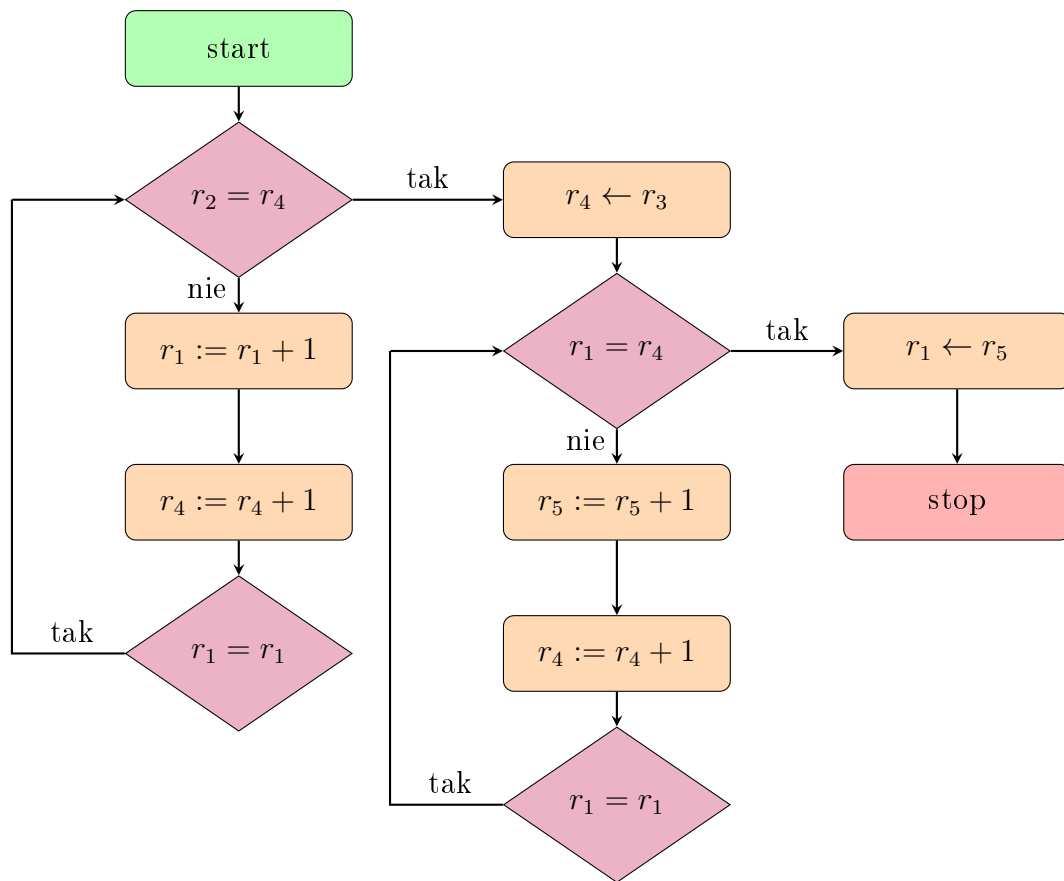 start
r₂ = r₄
tak
r₄ ← r₃
nie
r₁ := r₁ + 1
r₄ := r₄ + 1
r₁ = r₁
tak
r₁ = r₄
tak
r₁ ← r₅
nie
r₅ := r₅ + 1
stop
r₄ := r₄ + 1
r₁ = r₁
tak